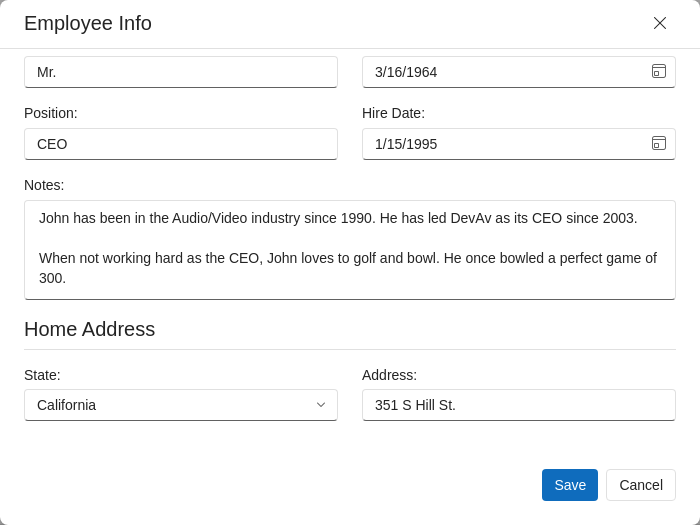 Employee Info
Mr.
3/16/1964
Position:
Hire Date:
CEO
1/15/1995
Notes:
John has been in the Audio/Video industry since 1990. He has led DevAv as its CEO since 2003.
When not working hard as the CEO, John loves to golf and bowl. He once bowled a perfect game of
300.
Home Address
State:
Address:
California
351 S Hill St.
Save
Cancel